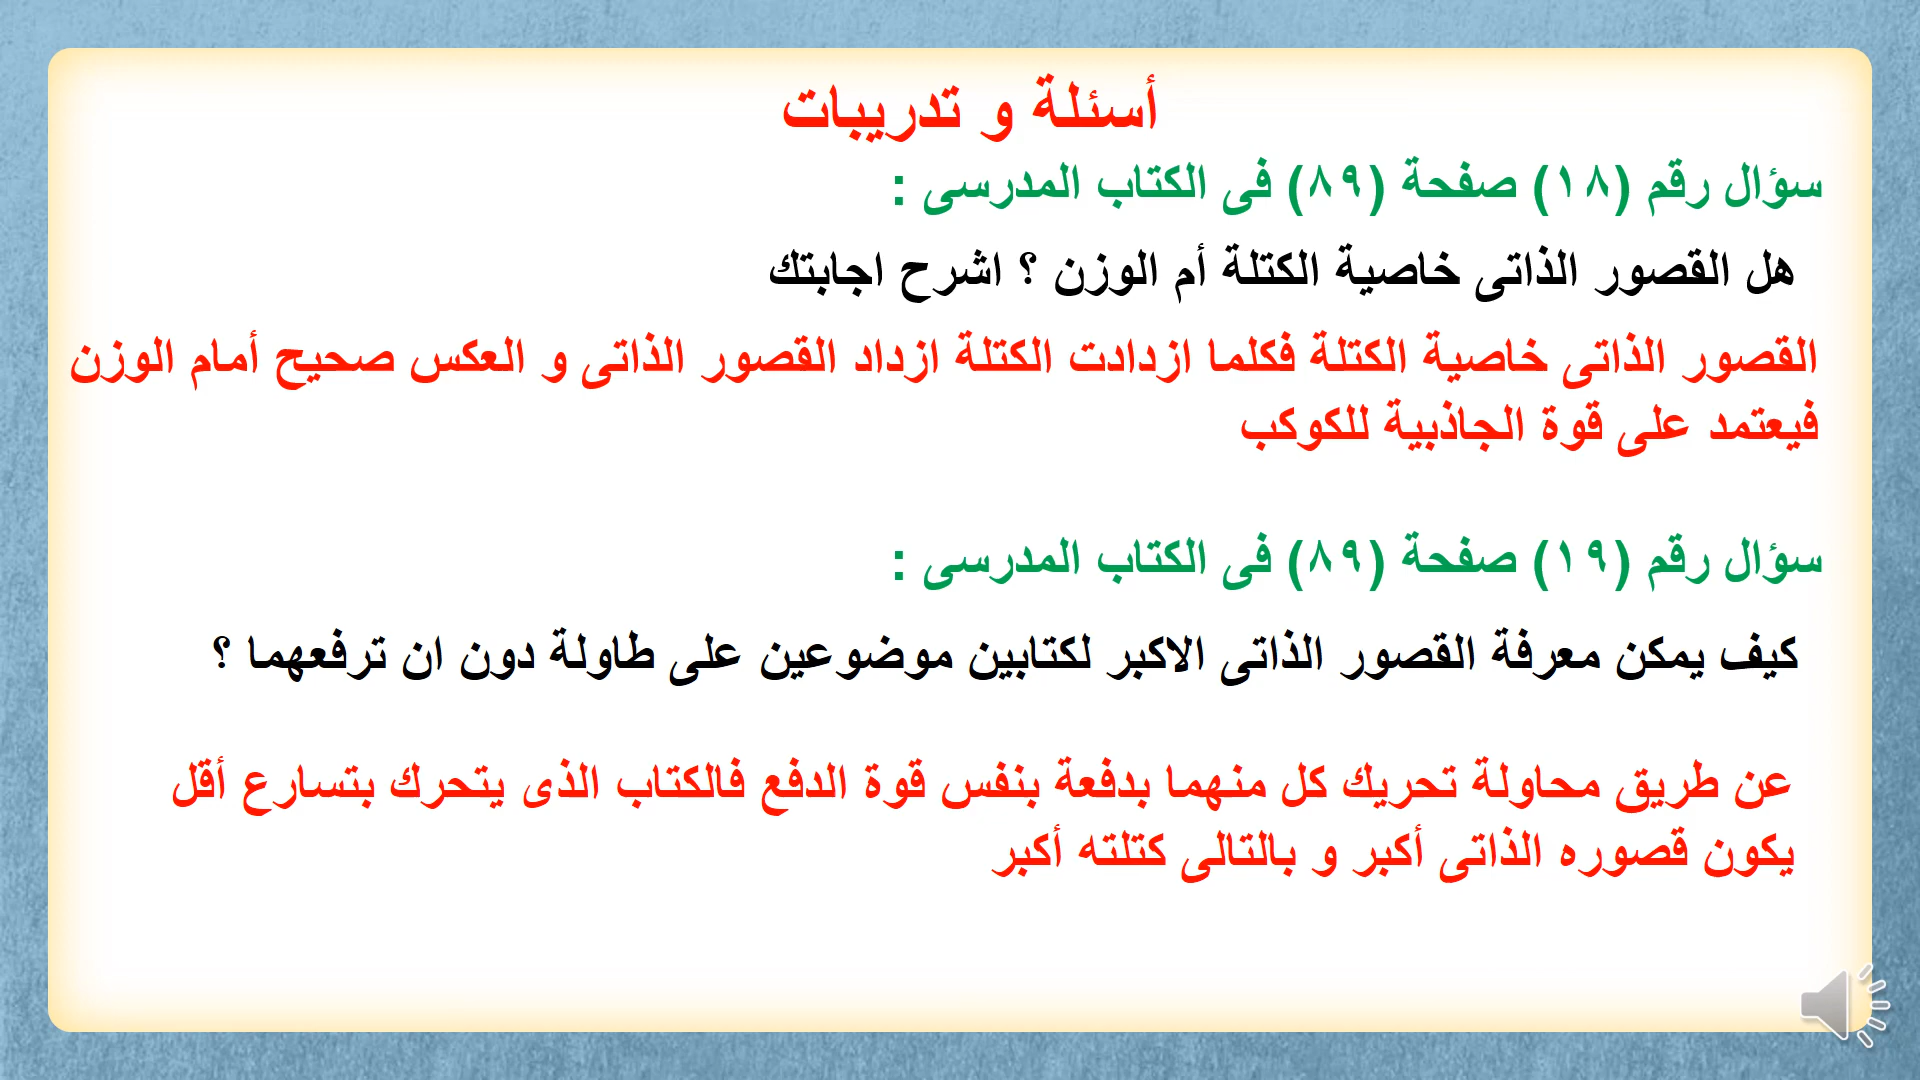 أسئلة و تدريبات
سؤال رقم (١٨) صفحة (٨٩) فى الكتاب المدرسى :
هل القصور الذاتى خاصية الكتلة أم الوزن ؟ اشرح اجابتك
القصور الذاتى خاصية الكتلة فكلما ازدادت الكتلة ازداد القصور الذاتى و العكس صحيح أمام الوزن
فيعتمد على قوة الجاذبية للكوكب
سؤال رقم (١٩) صفحة (٨٩) فى الكتاب المدرسى :
كيف يمكن معرفة القصور الذاتى الاكبر لكتابين موضوعين على طاولة دون ان ترفعهما ؟
عن طريق محاولة تحريك كل منهما بدفعة بنفس قوة الدفع فالكتاب الذى يتحرك بتسارع أقل
يكون قصوره الذاتى أكبر و بالتالى كتلته أكبر